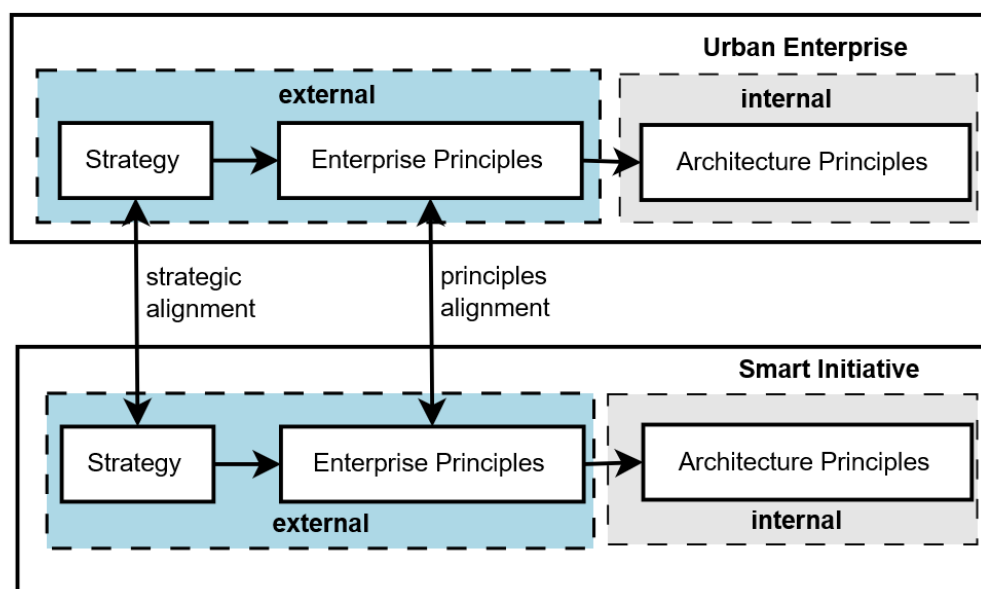 Urban Enterprise
external
internal
Strategy
Enterprise Principles
Architecture Principles
strategic
alignment
principles
alignment
Smart Initiative
Strategy
Enterprise Principles
Architecture Principles
external
internal